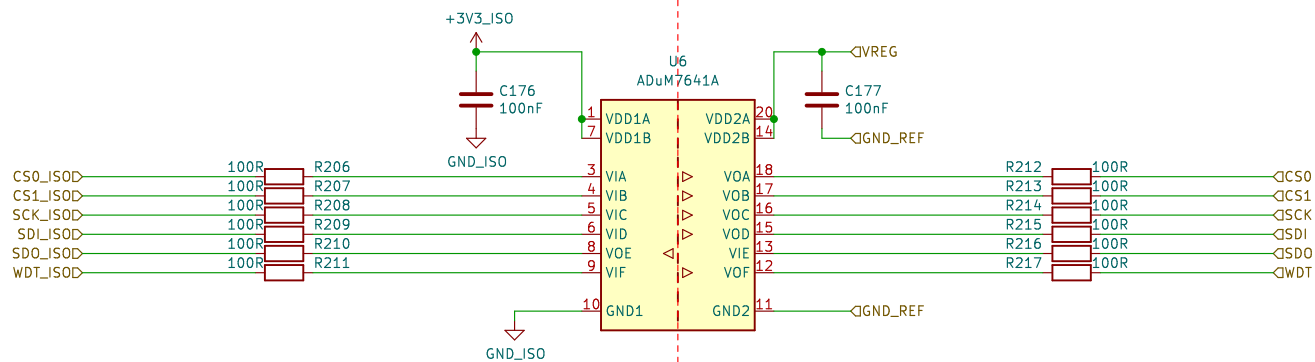 +3V3_ISO
VREG
U6
ADuM7641A
C176
100nF
C177
100nF
1 VDD1A VDD2A 20
7 VDD1B VDD2B 14
GND_REF
GND_ISO
CS0_ISO 100R R206 3 VIA VOA 18 R212 100R CS0
CS1_ISO 100R R207 4 VIB VOB 17 R213 100R CS1
SCK_ISO 100R R208 5 VIC VOC 16 R214 100R SCK
SDI_ISO 100R R209 6 VID VOD 15 R215 100R SDI
SDO_ISO 100R R210 8 VOE VIE 13 R216 100R SDO
WDT_ISO 100R R211 9 VIF VOF 12 R217 100R WDT
10 GND1 GND2 11 GND_REF
GND_ISO